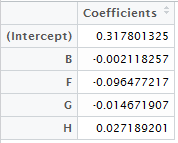 Coefficients
(Intercept) 0.317801325
B -0.002118257
F -0.096477217
G -0.014671907
H 0.027189201